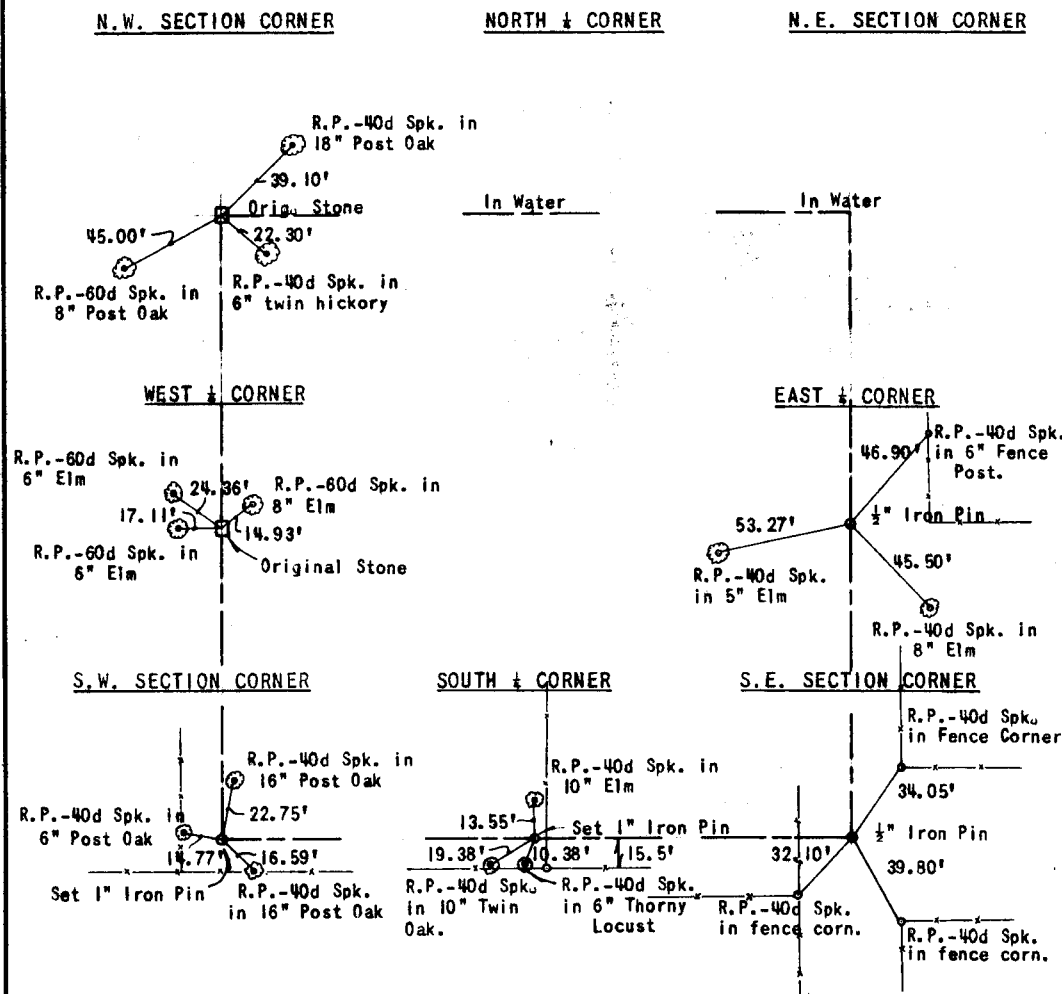 N.W. SECTION CORNER
NORTH ¼ CORNER
N.E. SECTION CORNER
R.P.-40d Spk. in
18" Post Oak
39.10'
Orig. Stone
45.00'
22.30'
R.P.-60d Spk. in
8" Post Oak
R.P.-40d Spk. in
6" twin hickory
In Water
In Water
WEST ¼ CORNER
EAST ¼ CORNER
R.P.-60d Spk. in
6" Elm
24.36'
R.P.-60d Spk. in
8" Elm
17.11'
14.93'
R.P.-60d Spk. in
6" Elm
Original Stone
R.P.-40d Spk.
in 6" Fence
Post.
46.90'
½" Iron Pin
53.27'
45.50'
R.P.-40d Spk.
in 5" Elm
R.P.-40d Spk. in
8" Elm
S.W. SECTION CORNER
SOUTH ¼ CORNER
S.E. SECTION CORNER
R.P.-40d Spk. in
16" Post Oak
22.75'
R.P.-40d Spk. in
6" Post Oak
14.77'
16.59'
Set 1" Iron Pin
R.P.-40d Spk.
in 16" Post Oak
R.P.-40d Spk. in
10" Elm
13.55'
Set 1" Iron Pin
19.38'
10.38'
15.5'
R.P.-40d Spk.
in 10" Twin
Oak.
R.P.-40d Spk.
in 6" Thorny
Locust
R.P.-40d Spk.
in Fence Corner
34.05'
½" Iron Pin
32.10'
39.80'
R.P.-40d Spk.
in fence corn.
R.P.-40d Spk.
in fence corn.